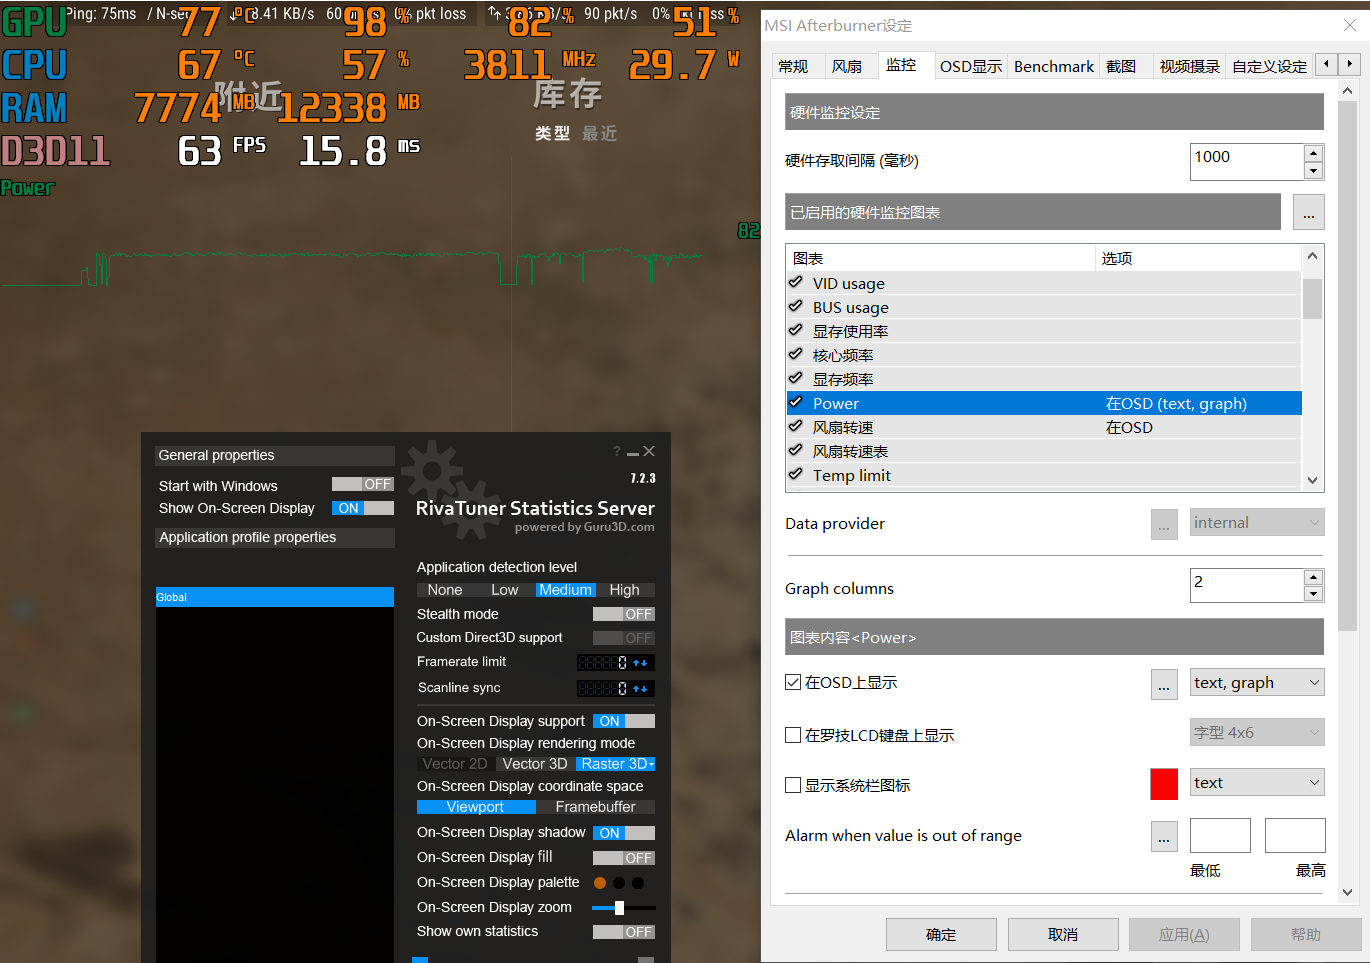 Ping: 75ms / N-se 8.41 KB/s 60 0% pkt loss 90 pkt/s 0%
GPU 77 °C 98 % 82 % 51 %
CPU 67 °C 57 % 3811 MHz 29.7 W
RAM 7774 MB 12338 MB
附近 库存
类型 最近
D3D11 63 FPS 15.8 ms
Power
82
General properties
Start with Windows OFF
Show On-Screen Display ON
Application profile properties
Global
? 
7.2.3
RivaTuner Statistics Server
powered by Guru3D.com
Application detection level
None Low Medium High
Stealth mode OFF
Custom Direct3D support OFF
Framerate limit 0
Scanline sync 0
On-Screen Display support ON
On-Screen Display rendering mode
Vector 2D Vector 3D Raster 3D
On-Screen Display coordinate space
Viewport Framebuffer
On-Screen Display shadow ON
On-Screen Display fill OFF
On-Screen Display palette
On-Screen Display zoom
Show own statistics OFF
MSI Afterburner设定
常规 风扇 监控 OSD显示 Benchmark 截图 视频摄录 自定义设定
硬件监控设定
硬件存取间隔 (毫秒) 1000
已启用的硬件监控图表 ...
图表 选项
VID usage
BUS usage
显存使用率
核心频率
显存频率
Power 在OSD (text, graph)
风扇转速 在OSD
风扇转速表
Temp limit
Data provider ... internal
Graph columns 2
图表内容<Power>
在OSD上显示 ... text, graph
在罗技LCD键盘上显示 字型 4x6
显示系统栏图标 text
Alarm when value is out of range ...
最低 最高
确定 取消 应用(A) 帮助